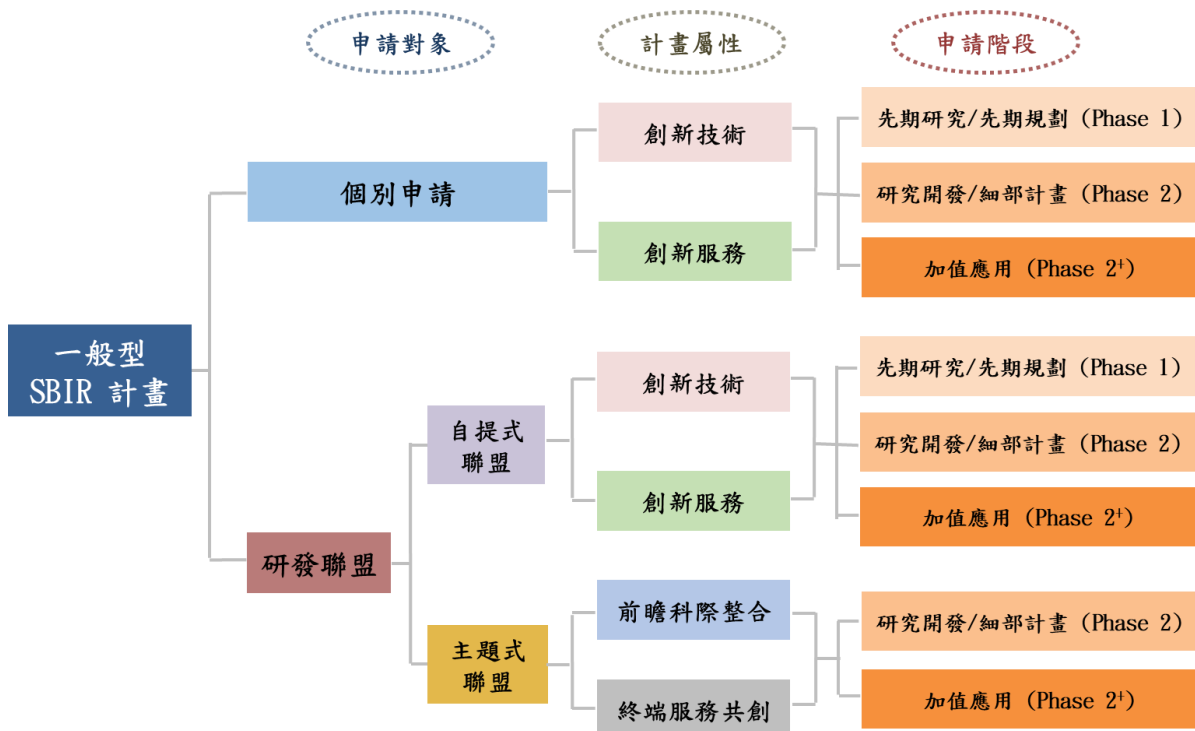 申請對象
計畫屬性
申請階段
一般型
SBIR 計畫
個別申請
創新技術
創新服務
先期研究/先期規劃 (Phase 1)
研究開發/細部計畫 (Phase 2)
加值應用 (Phase 2⁺)
研發聯盟
自提式
聯盟
創新技術
創新服務
先期研究/先期規劃 (Phase 1)
研究開發/細部計畫 (Phase 2)
加值應用 (Phase 2⁺)
主題式
聯盟
前瞻科際整合
終端服務共創
研究開發/細部計畫 (Phase 2)
加值應用 (Phase 2⁺)